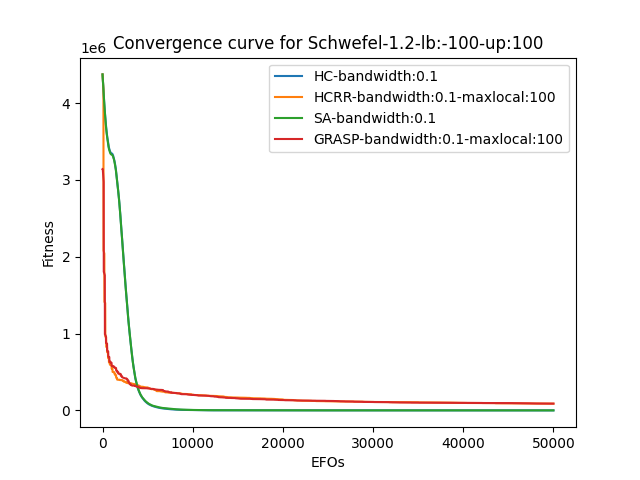 Convergence curve for Schwefel-1.2-lb:-100-up:100
1e6
HC-bandwidth:0.1
HCRR-bandwidth:0.1-maxlocal:100
SA-bandwidth:0.1
GRASP-bandwidth:0.1-maxlocal:100
Fitness
4
3
2
1
0
0 10000 20000 30000 40000 50000
EFOs